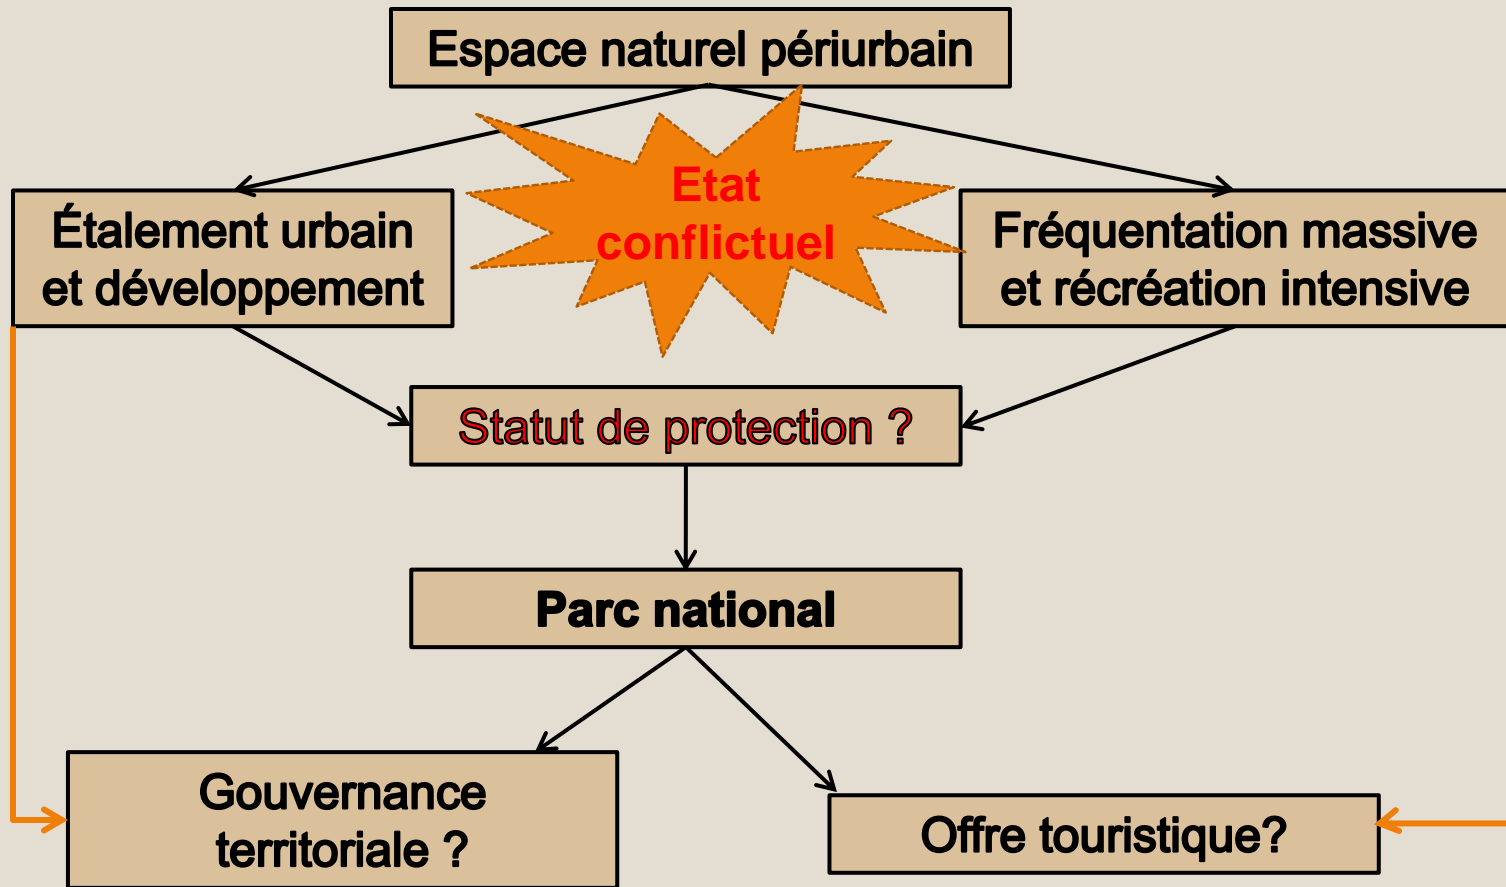 Espace naturel périurbain
Etat
conflictuel
Étalement urbain
et développement
Fréquentation massive
et récréation intensive
Statut de protection ?
Parc national
Gouvernance
territoriale ?
Offre touristique?